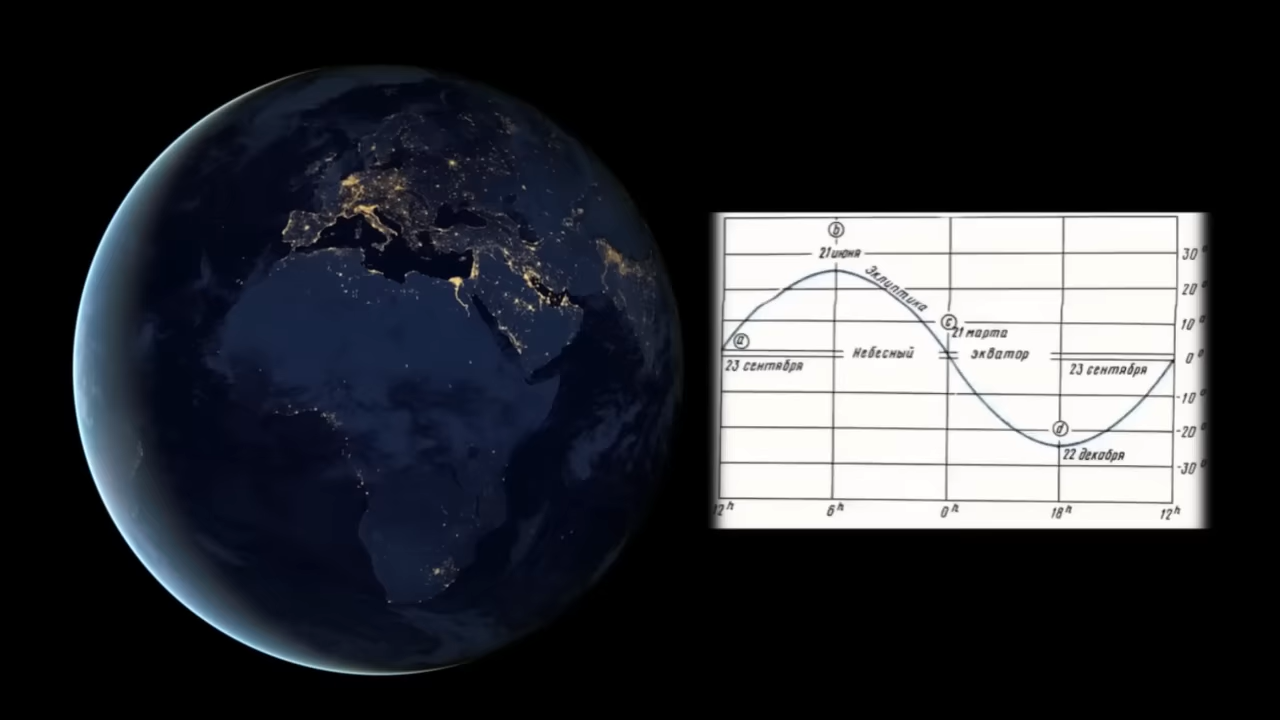 b
21 июня
Эклиптика
30°
20°
c
10°
21 марта
a
Небесный экватор
0°
23 сентября
23 сентября
-10°
d
-20°
22 декабря
-30°
12h 6h 0h 18h 12h